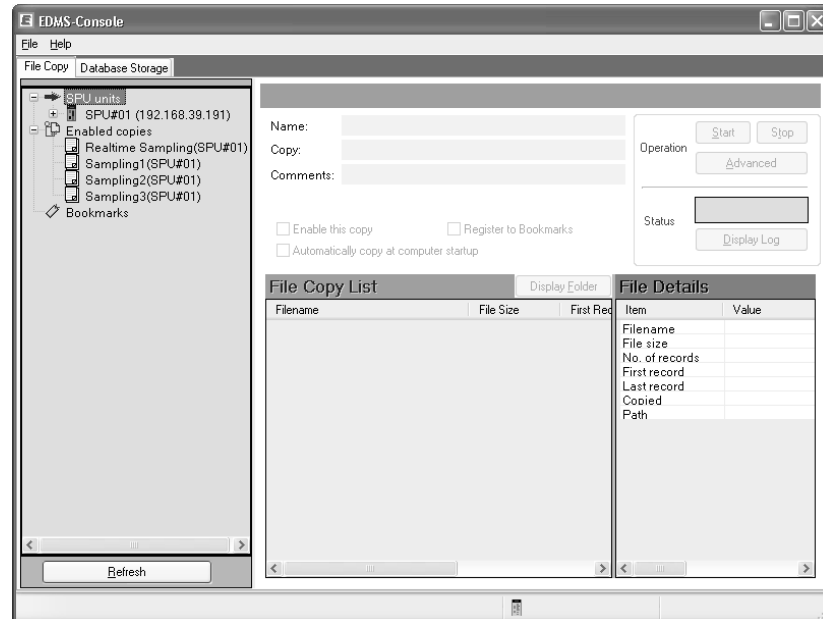 EDMS-Console
File Help
File Copy Database Storage
SPU units
SPU#01 (192.168.39.191)
Enabled copies
Realtime Sampling(SPU#01)
Sampling1(SPU#01)
Sampling2(SPU#01)
Sampling3(SPU#01)
Bookmarks
Refresh
Name:
Copy:
Comments:
Enable this copy Register to Bookmarks
Automatically copy at computer startup
Operation Start Stop
Advanced
Status
Display Log
File Copy List Display Folder
Filename File Size First Rec
File Details
Item Value
Filename
File size
No. of records
First record
Last record
Copied
Path